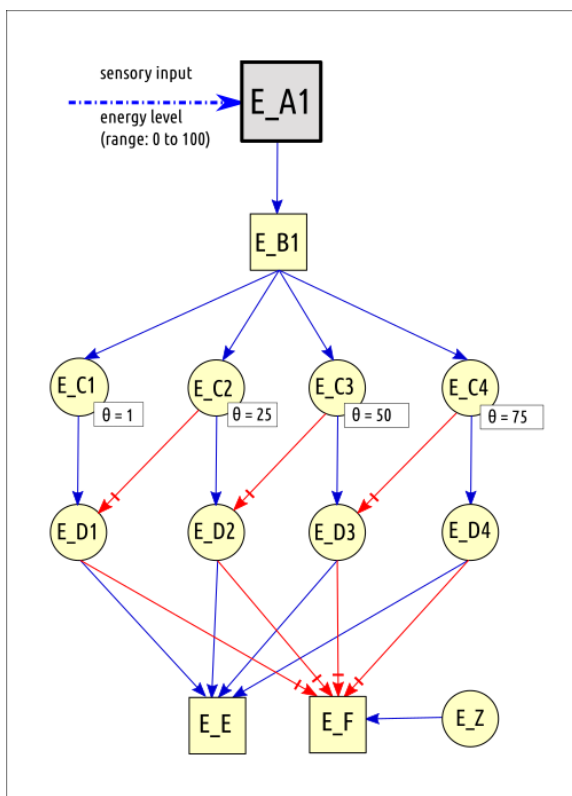 sensory input
E_A1
energy level
(range: 0 to 100)
E_B1
E_C1
E_C2
E_C3
E_C4
θ = 1
θ = 25
θ = 50
θ = 75
E_D1
E_D2
E_D3
E_D4
E_E
E_F
E_Z